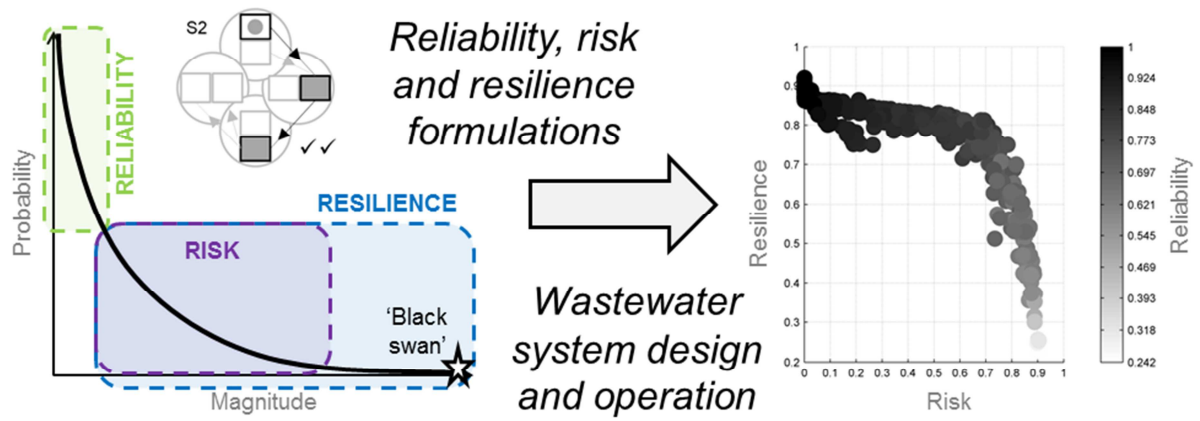 S2
✓✓
Probability
RELIABILITY
RISK
RESILIENCE
‘Black
swan’
Magnitude
Reliability, risk
and resilience
formulations
Wastewater
system design
and operation
Resilience
1
0.9
0.8
0.7
0.6
0.5
0.4
0.3
0.2
0 0.1 0.2 0.3 0.4 0.5 0.6 0.7 0.8 0.9 1
Risk
1
0.924
0.848
0.773
0.697
0.621
0.545
0.469
0.393
0.318
0.242
Reliability